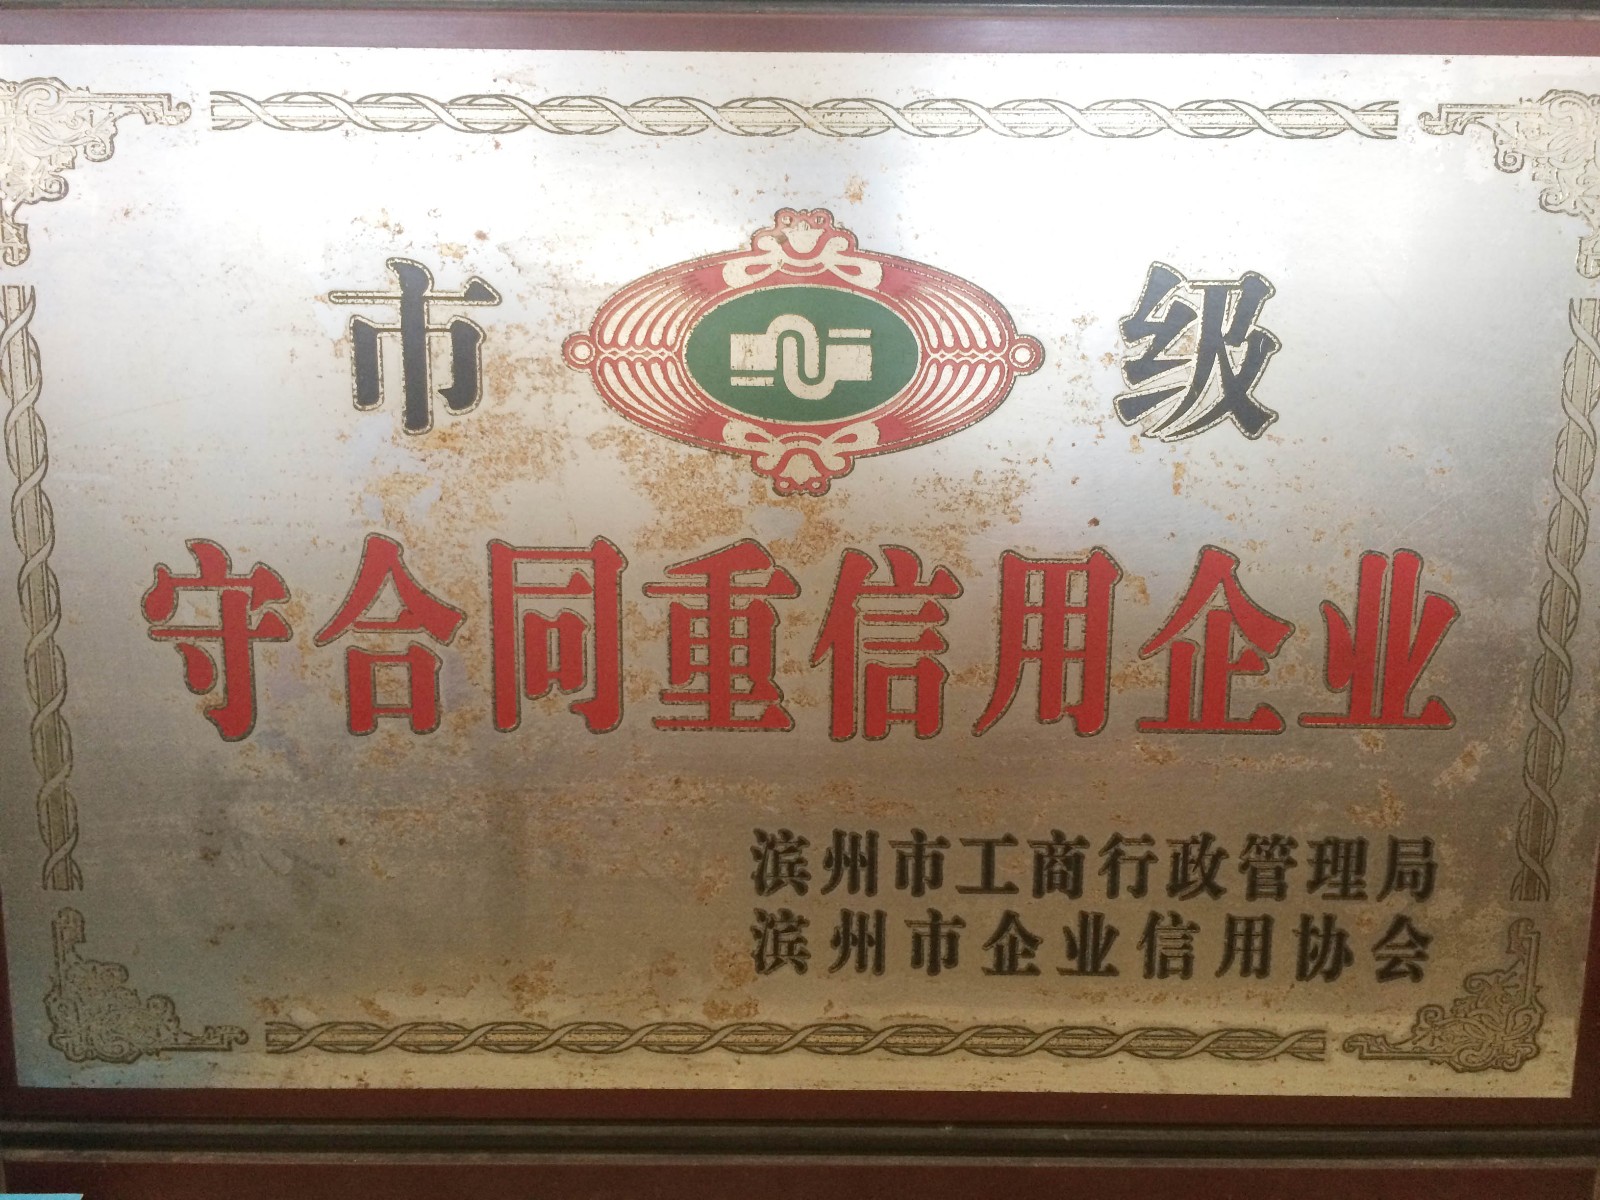 市级
守合同重信用企业
滨州市工商行政管理局
滨州市企业信用协会